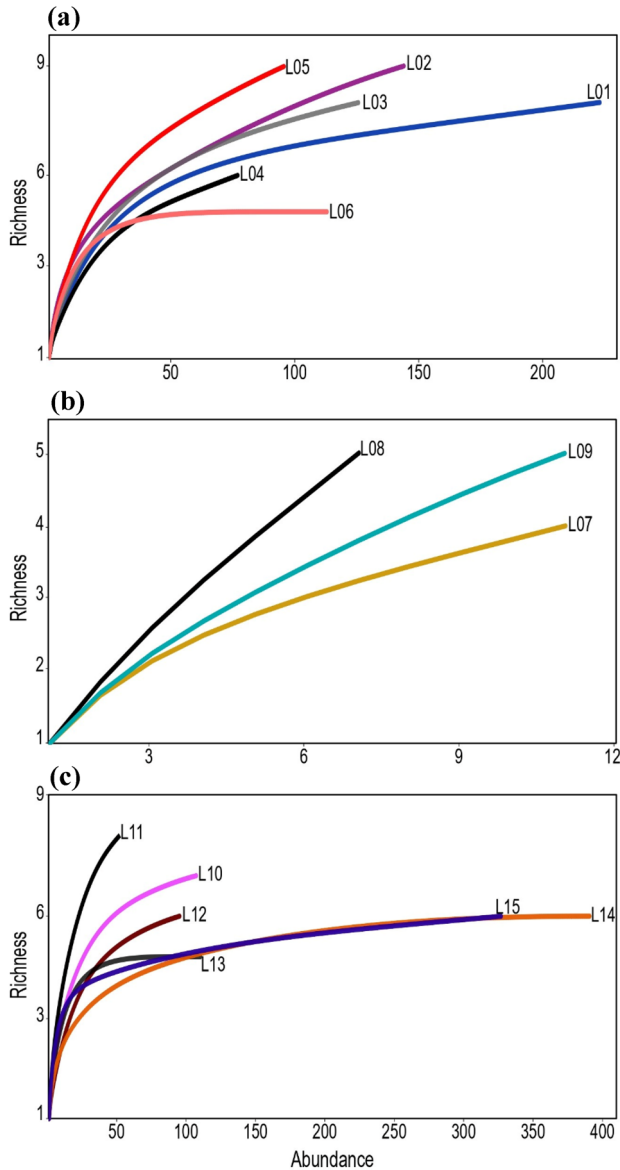 (a)
9
6
3
1
Richness
L05
L02
L03
L01
L04
L06
50
100
150
200
(b)
5
4
3
2
1
Richness
L08
L09
L07
3
6
9
12
(c)
9
6
3
1
Richness
L11
L10
L12
L13
L15
L14
50
100
150
200
250
300
350
400
Abundance